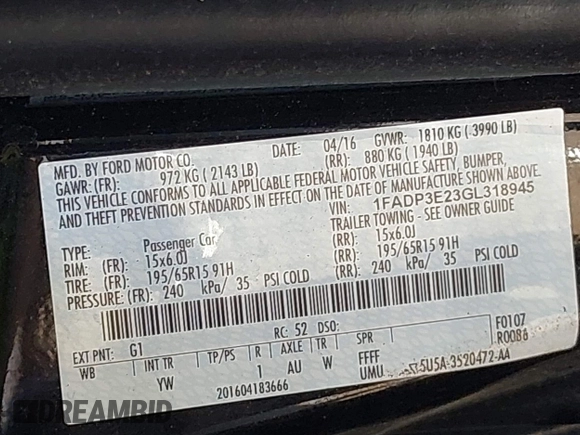 MFD. BY FORD MOTOR CO. DATE: 04/16 GVWR: 1810 KG ( 3990 LB)
GAWR: (FR): 972 KG ( 2143 LB) (RR): 880 KG ( 1940 LB)
THIS VEHICLE CONFORMS TO ALL APPLICABLE FEDERAL MOTOR VEHICLE SAFETY, BUMPER,
AND THEFT PREVENTION STANDARDS IN EFFECT ON THE DATE OF MANUFACTURE SHOWN ABOVE.
VIN: 1FADP3E23GL318945
TYPE: Passenger Car TRAILER TOWING - SEE OWNER GUIDE
RIM: (FR): 15x6.0J (RR): 15x6.0J
TIRE: (FR): 195/65R15 91H (RR): 195/65R15 91H
PRESSURE: (FR): 240 kPa/ 35 PSI COLD (RR): 240 kPa/ 35 PSI COLD
EXT PNT: G1 RC: 52 DSO: F0107
WB INT TR TP/PS R AXLE TR SPR R0086
YW 1 AU W FFFF
UMU 5U5A-3520472-AA
201604183666
DREAMBID